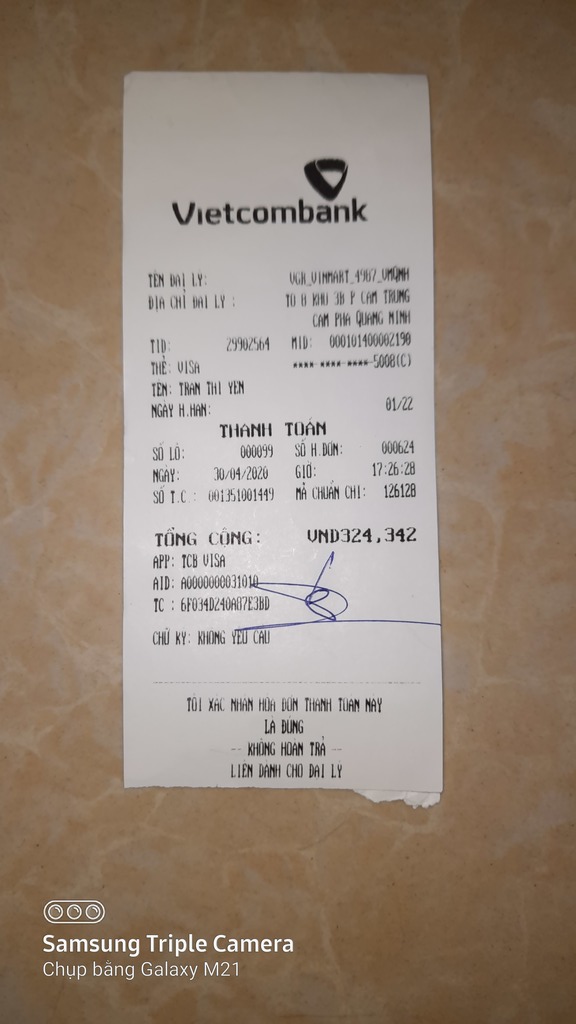 Vietcombank
TÊN ĐẠI LÝ: VGR_VINMART_4987_VMQNH
ĐỊA CHỈ ĐẠI LÝ : TO 8 KHU 3B P CAM TRUNG
CAM PHA QUANG NINH
TID: 29902564 MID: 000101400002190
THẺ: VISA **** **** ****5008(C)
TÊN: TRAN THI YEN
NGÀY H.HẠN: 01/22
THANH TOÁN
SỐ LÔ: 000099 SỐ H.ĐƠN: 000624
NGÀY: 30/04/2020 GIỜ: 17:26:28
SỐ T.C.: 001351001449 MÃ CHUẨN CHI: 126128
TỔNG CỘNG: VND324,342
APP: TCB VISA
AID: A0000000031010
TC : 6F034D240A07E3BD
CHỮ KÝ: KHÔNG YÊU CẦU
TÔI XÁC NHẬN HÓA ĐƠN THANH TOÁN NÀY
LÀ ĐÚNG
-- KHÔNG HOÀN TRẢ --
LIÊN DÀNH CHO ĐẠI LÝ
Samsung Triple Camera
Chụp bằng Galaxy M21